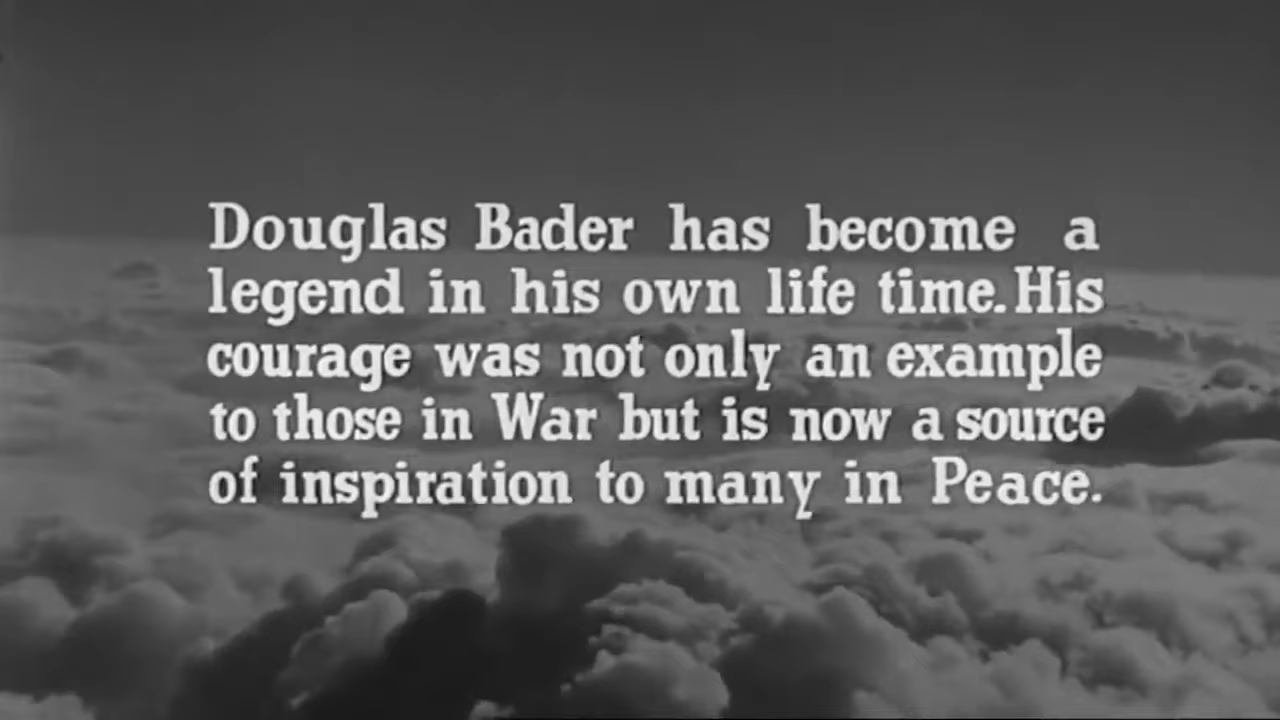 Douglas Bader has become a
legend in his own life time. His
courage was not only an example
to those in War but is now a source
of inspiration to many in Peace.